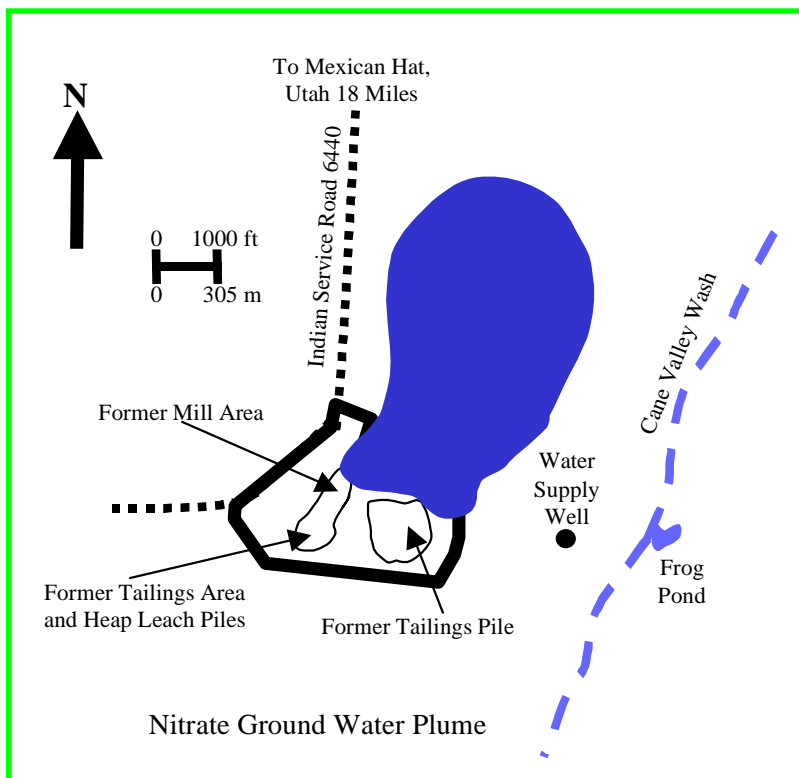 To Mexican Hat,
Utah 18 Miles
N
Indian Service Road 6440
0 1000 ft
0 305 m
Cane Valley Wash
Former Mill Area
Water
Supply
Well
Frog
Pond
Former Tailings Area
and Heap Leach Piles
Former Tailings Pile
Nitrate Ground Water Plume